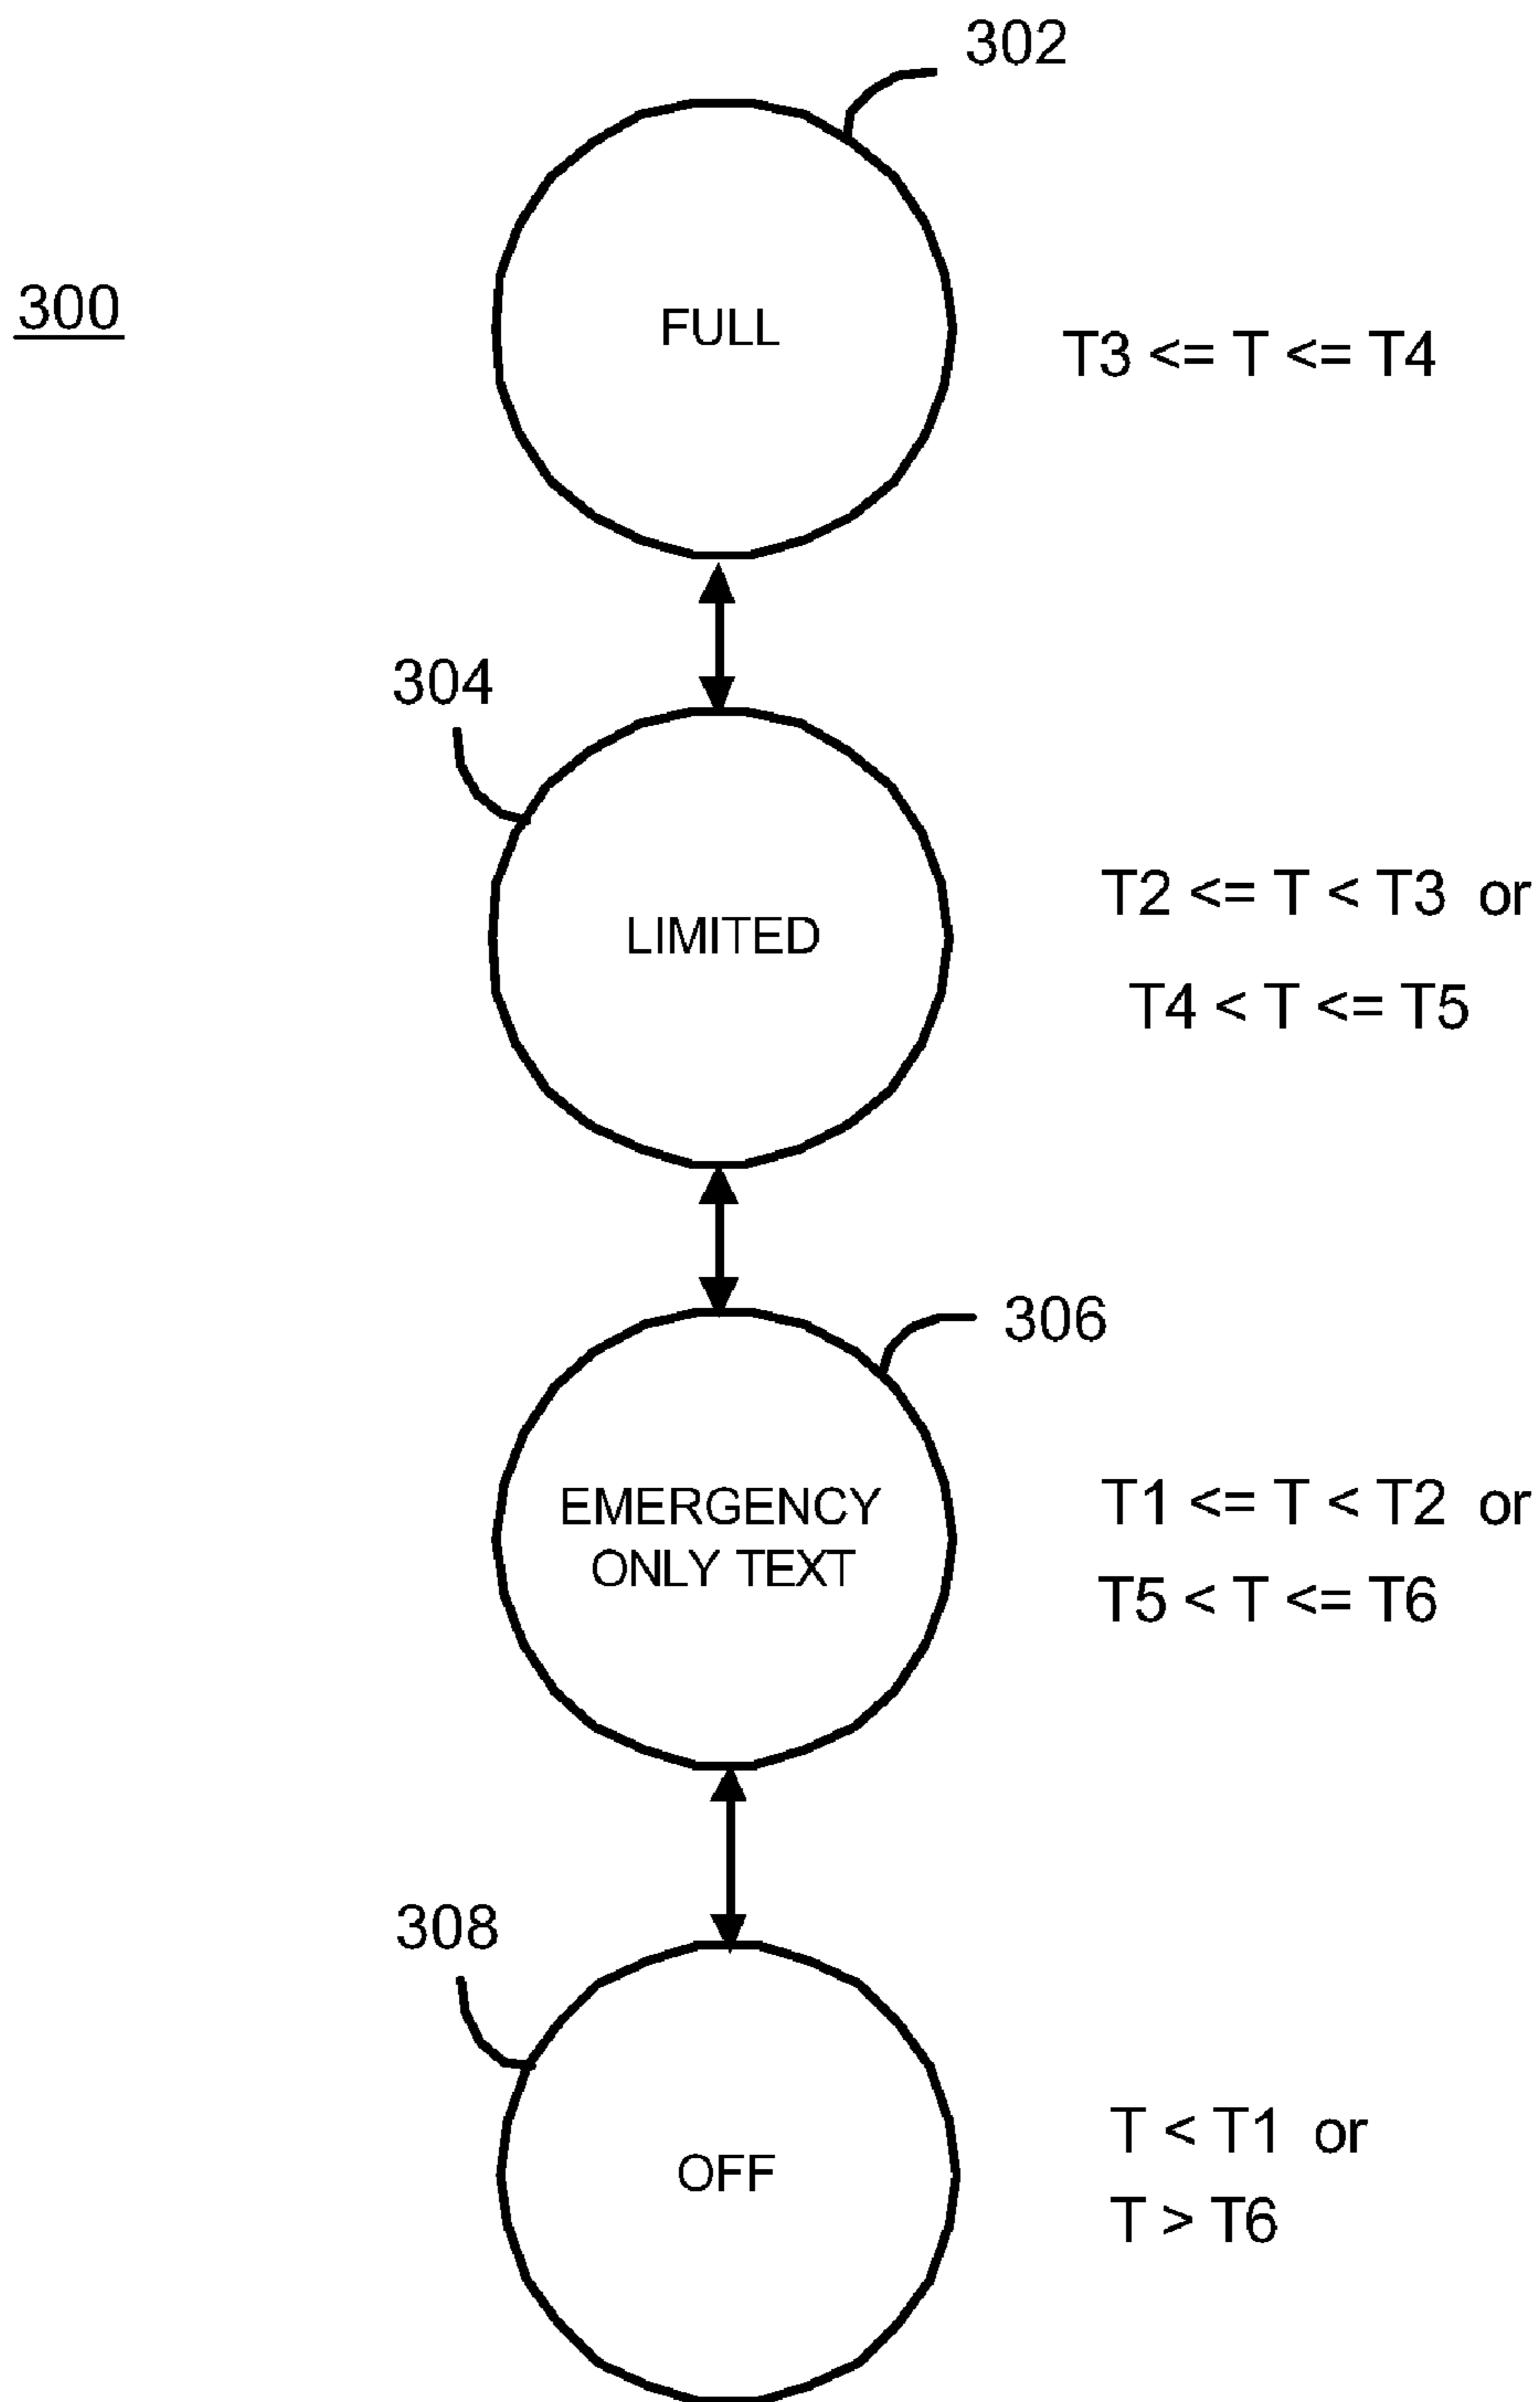 302
300
FULL
T3 <= T <= T4
304
T2 <= T < T3 or
LIMITED
T4 < T <= T5
306
EMERGENCY
ONLY TEXT
T1 <= T < T2 or
T5 < T <= T6
308
OFF
T < T1 or
T > T6